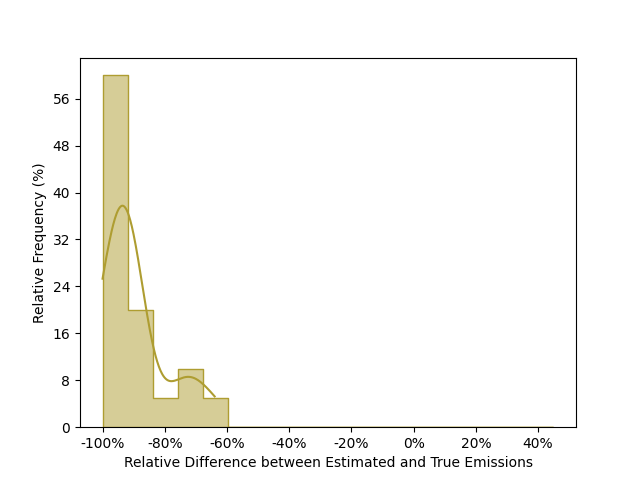 56
48
40
32
24
16
8
0
Relative Frequency (%)
-100% -80% -60% -40% -20% 0% 20% 40%
Relative Difference between Estimated and True Emissions